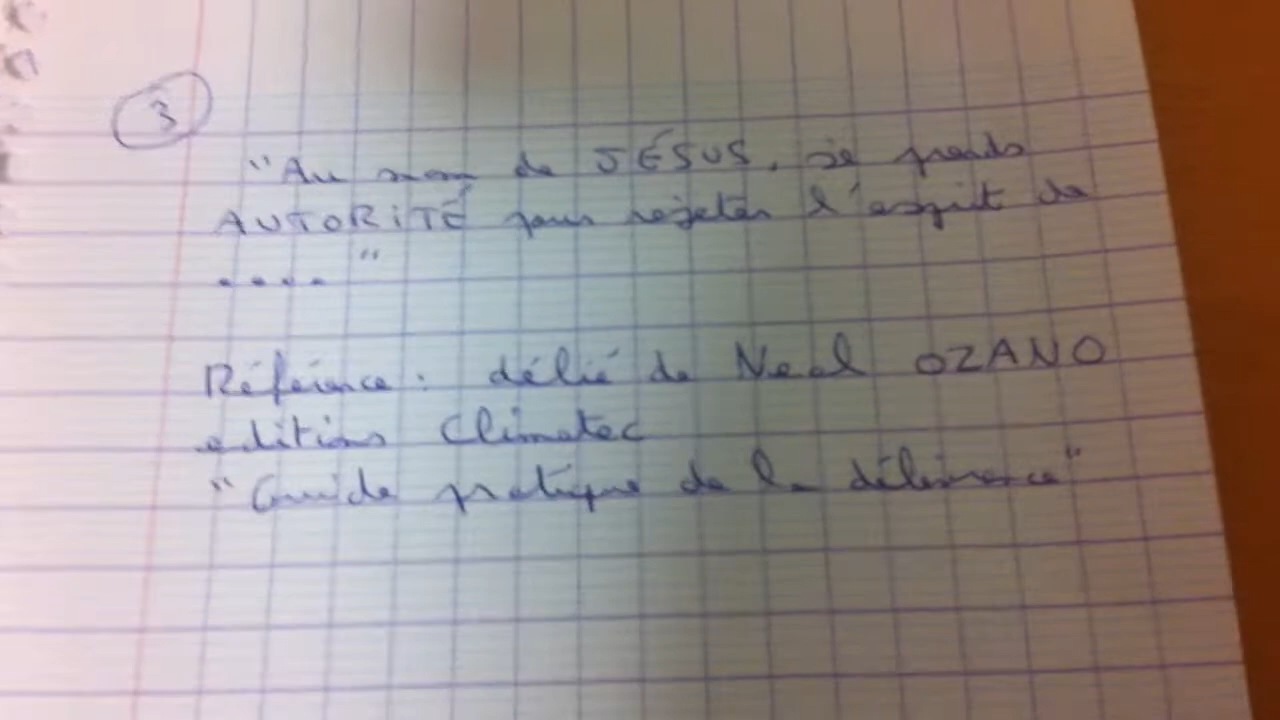 3
"Au nom de JÉSUS, je prends
AUTORITÉ pour rejeter l'esprit de
.... "
Référence : délié de Neal OZANO
editions Climatec
"Guide pratique de la délivrance"